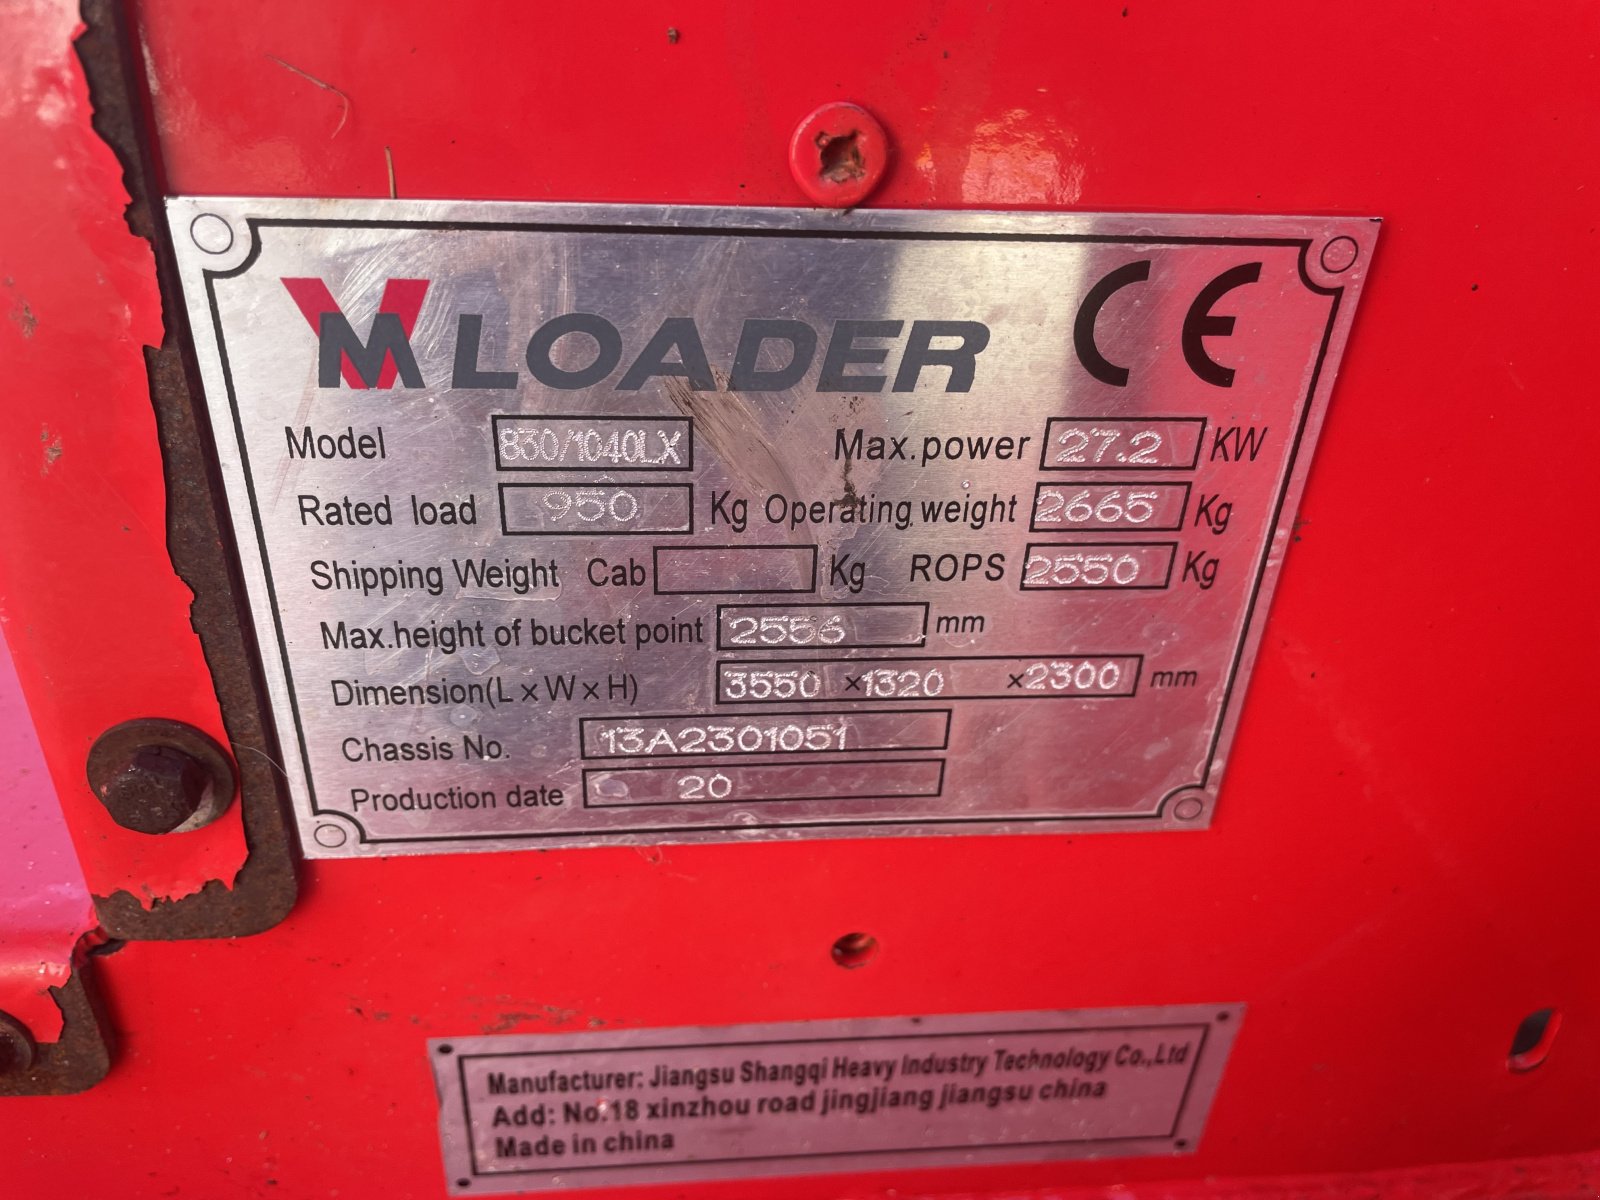 VM LOADER CE
Model 830/1040LX Max.power 27.2 KW
Rated load 950 Kg Operating weight 2665 Kg
Shipping Weight Cab Kg ROPS 2550 Kg
Max.height of bucket point 2556 mm
Dimension(L×W×H) 3550 ×1320 ×2300 mm
Chassis No. 13A2301051
Production date 20
Manufacturer: Jiangsu Shangqi Heavy Industry Technology Co.,Ltd
Add: No.18 xinzhou road jingjiang jiangsu china
Made in china